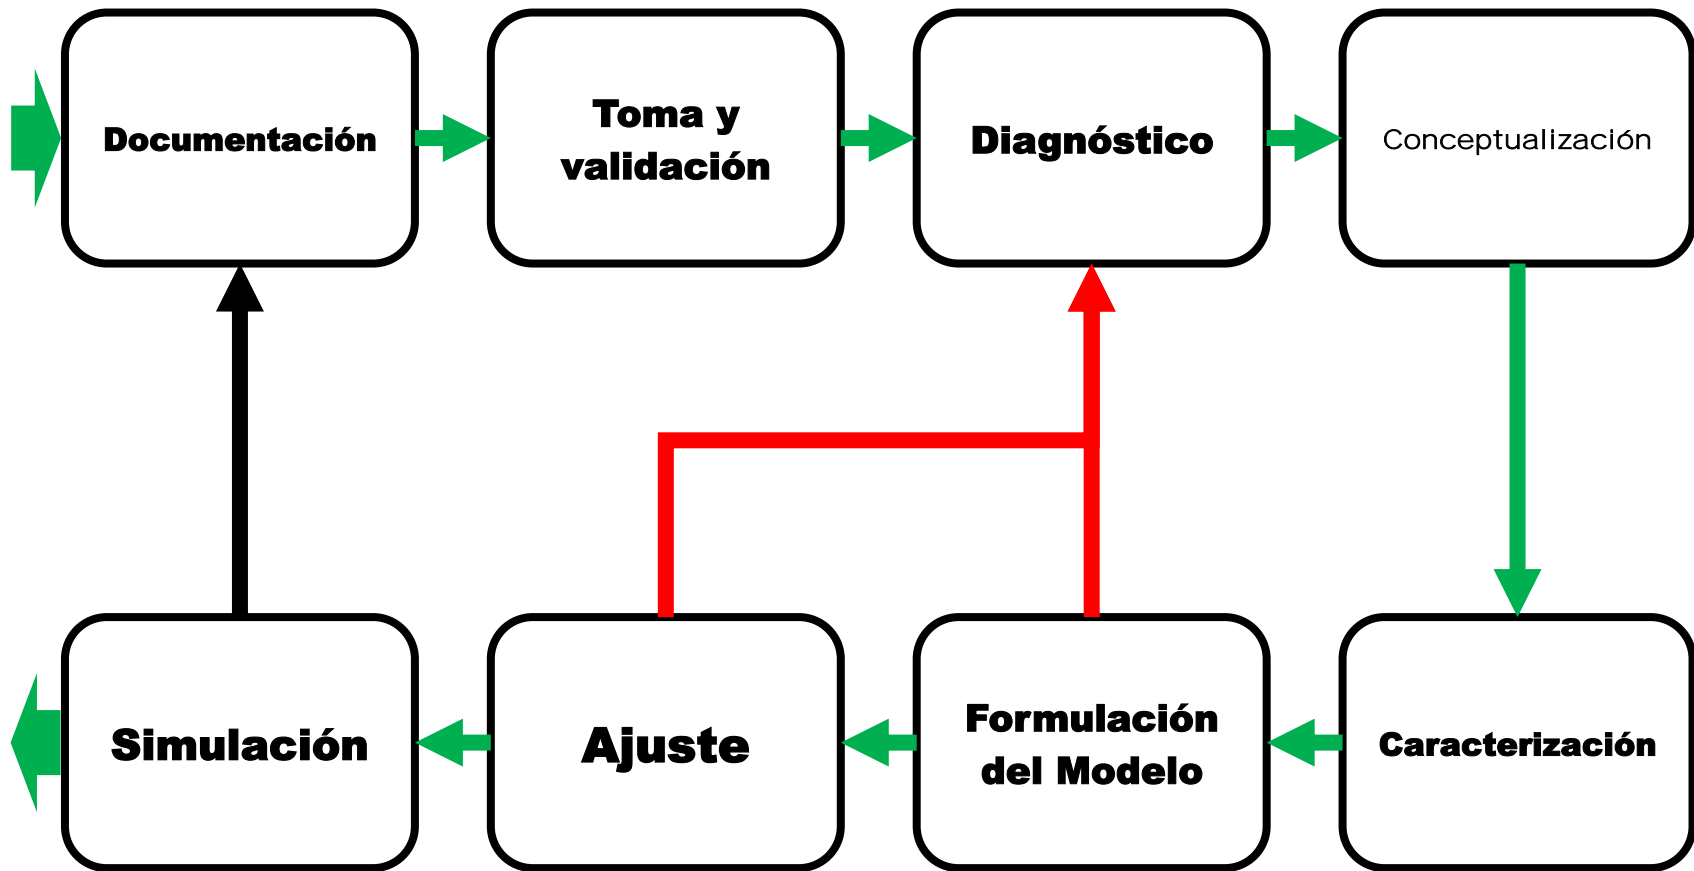 Documentación
Toma y
validación
Diagnóstico
Conceptualización
Simulación
Ajuste
Formulación
del Modelo
Caracterización